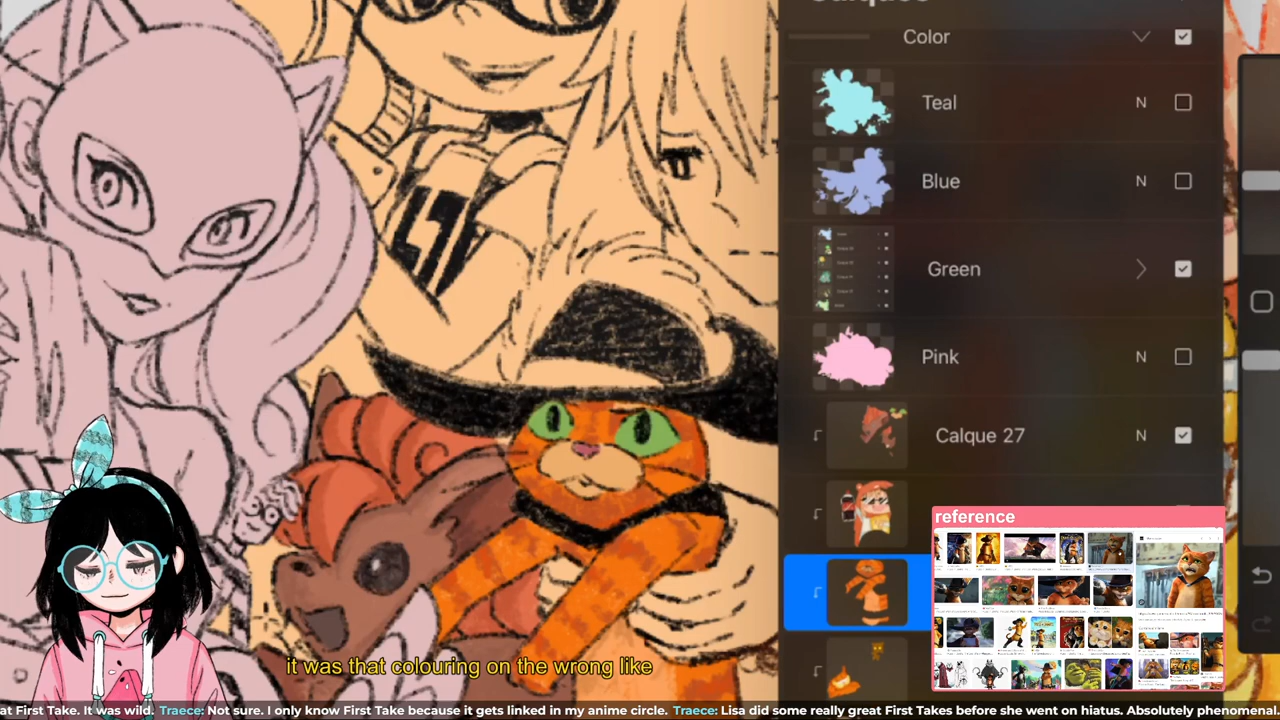 Color
Teal N
Blue N
Green
Pink N
Calque 27 N
reference
it was that colouring on the wrong like
at First Take. It was wild. Traece: Not sure. I only know First Take because it gets linked in my anime circle. Traece: Lisa did some really great First Takes before she went on hiatus. Absolutely phenomenal.